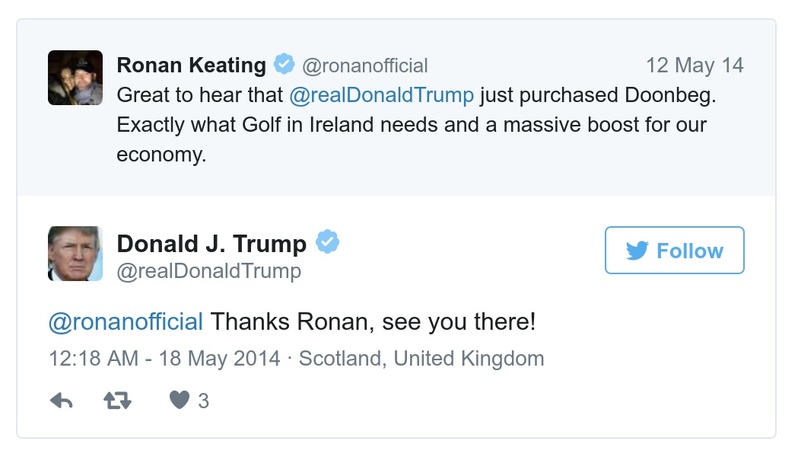 Ronan Keating @ronanofficial 12 May 14
Great to hear that @realDonaldTrump just purchased Doonbeg.
Exactly what Golf in Ireland needs and a massive boost for our
economy.
Donald J. Trump
@realDonaldTrump
Follow
@ronanofficial Thanks Ronan, see you there!
12:18 AM - 18 May 2014 · Scotland, United Kingdom
3